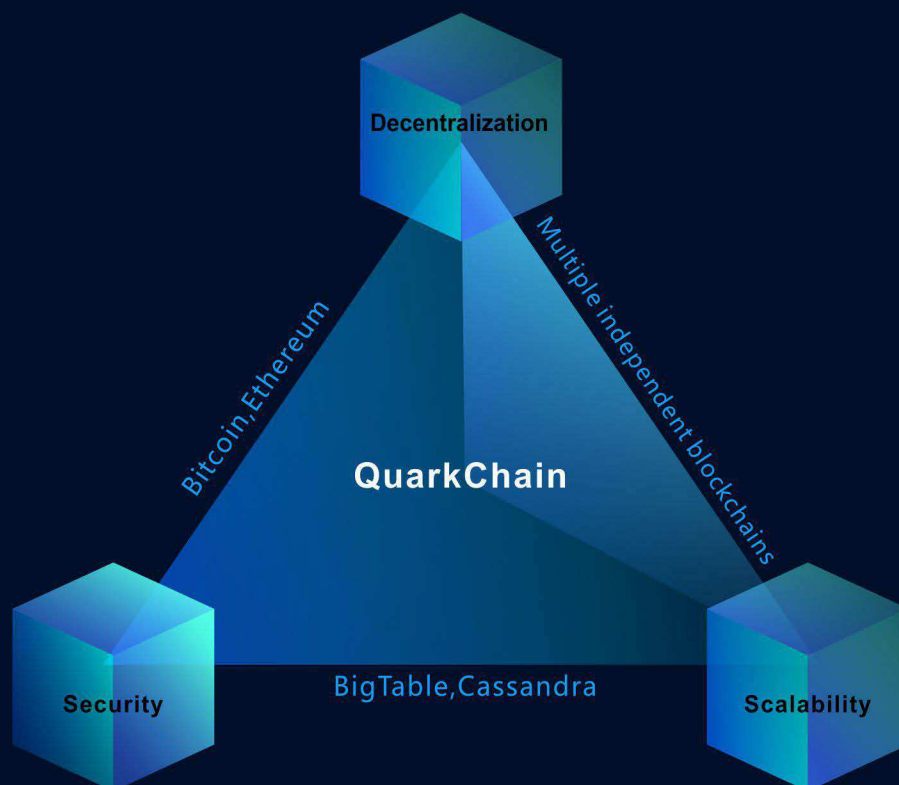 Decentralization
Multiple independent blockchains
Bitcoin,Ethereum
QuarkChain
BigTable,Cassandra
Security
Scalability